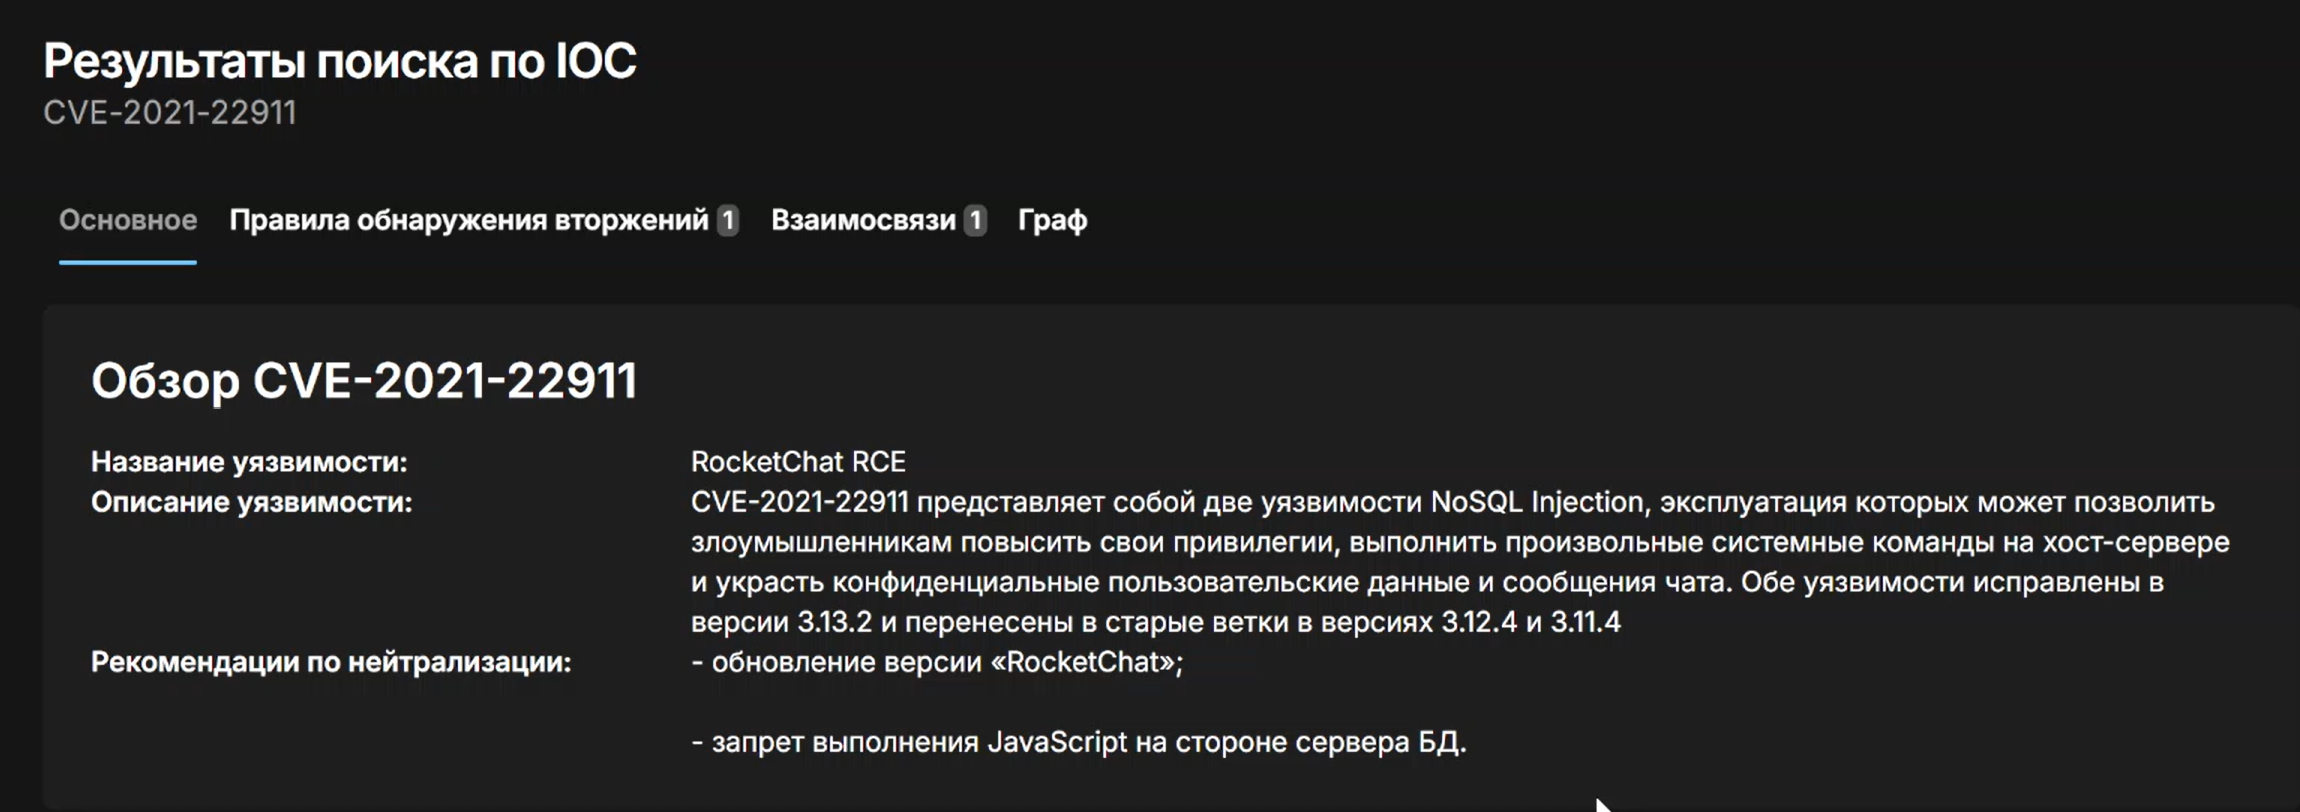 Результаты поиска по IOC
CVE-2021-22911
Основное Правила обнаружения вторжений 1 Взаимосвязи 1 Граф
Обзор CVE-2021-22911
Название уязвимости: RocketChat RCE
Описание уязвимости: CVE-2021-22911 представляет собой две уязвимости NoSQL Injection, эксплуатация которых может позволить
злоумышленникам повысить свои привилегии, выполнить произвольные системные команды на хост-сервере
и украсть конфиденциальные пользовательские данные и сообщения чата. Обе уязвимости исправлены в
версии 3.13.2 и перенесены в старые ветки в версиях 3.12.4 и 3.11.4
Рекомендации по нейтрализации: - обновление версии «RocketChat»;
- запрет выполнения JavaScript на стороне сервера БД.